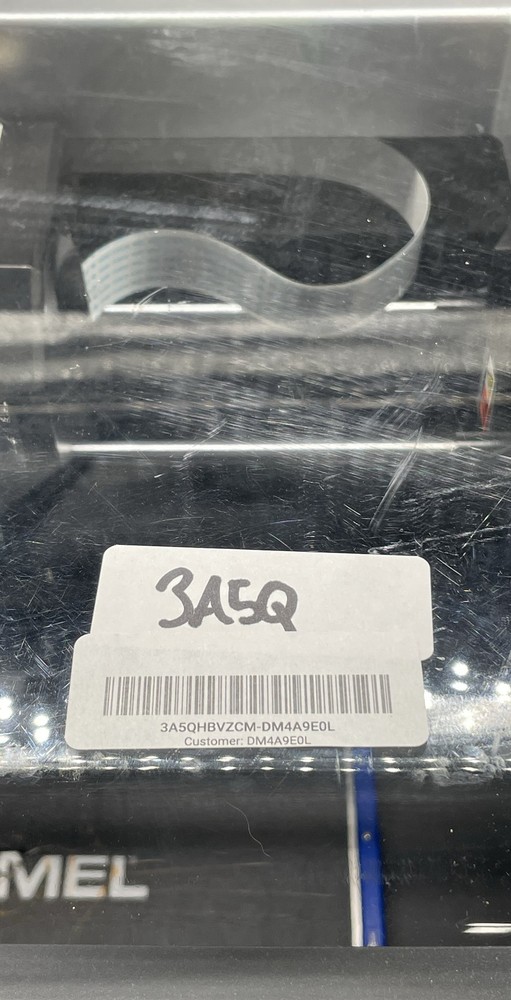 3A5Q
3A5QHBVZCM-DM4A9E0L
Customer: DM4A9E0L
MEL